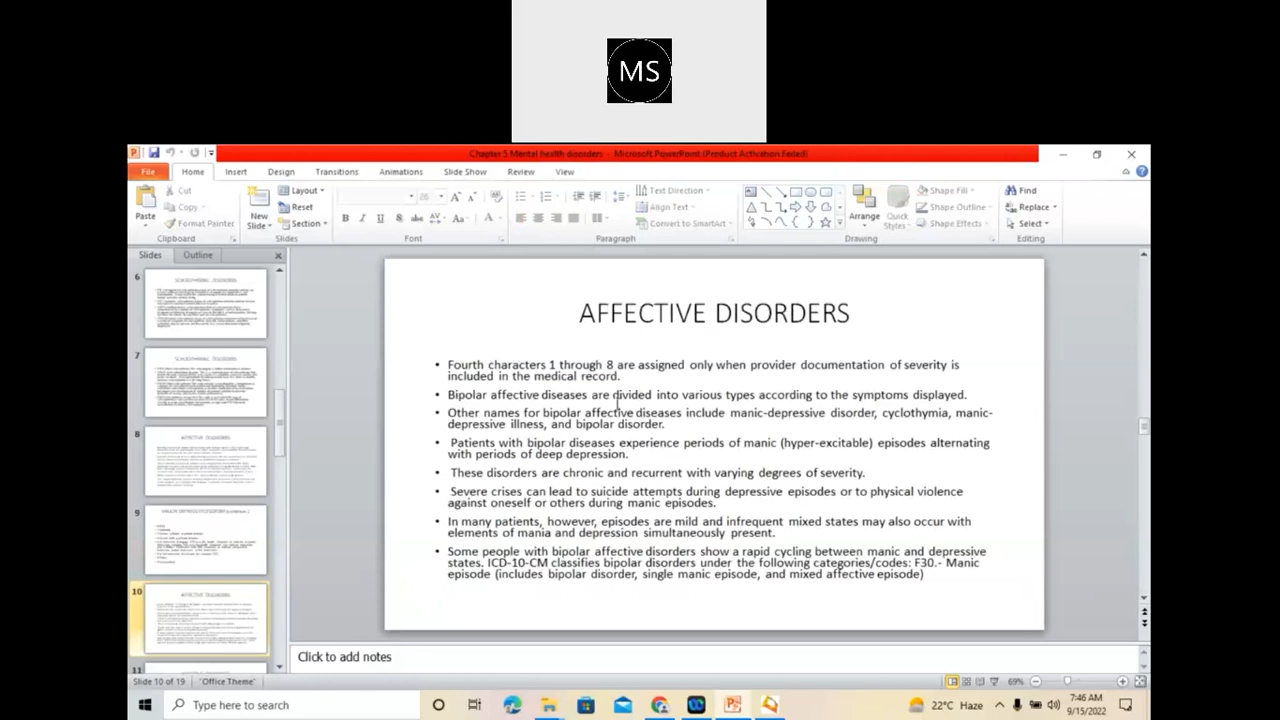 MS
Chapter 5 Mental health disorders - Microsoft PowerPoint (Product Activation Failed)
File Home Insert Design Transitions Animations Slide Show Review View
Paste
Cut
Copy
Format Painter
Clipboard
New
Slide
Layout
Reset
Section
Slides
26
B I U S abc AV Aa A
Font
Text Direction
Align Text
Convert to SmartArt
Paragraph
Arrange
Quick
Styles
Shape Fill
Shape Outline
Shape Effects
Drawing
Find
Replace
Select
Editing
Slides Outline
6
7
8
9
10
11
AFFECTIVE DISORDERS
• Fourth characters 1 through 8 are assigned only when provider documentation of severity is
included in the medical record.
• Bipolar affective diseases are divided into various types according to the symptoms displayed.
• Other names for bipolar affective diseases include manic-depressive disorder, cyclothymia, manic-
depressive illness, and bipolar disorder.
• Patients with bipolar diseases experience periods of manic (hyper-excitable) episodes alternating
with periods of deep depression.
• The disorders are chronic and recurrent with varying degrees of severity.
• Severe crises can lead to suicide attempts during depressive episodes or to physical violence
against oneself or others during manic episodes.
• In many patients, however, episodes are mild and infrequent mixed states may also occur with
elements of mania and depression simultaneously present.
• Some people with bipolar affective disorders show a rapid cycling between manic and depressive
states. ICD-10-CM classifies bipolar disorders under the following categories/codes: F30.- Manic
episode (includes bipolar disorder, single manic episode, and mixed affective episode)
Click to add notes
Slide 10 of 19 "Office Theme" 69%
Type here to search
22°C Haze
7:46 AM
9/15/2022